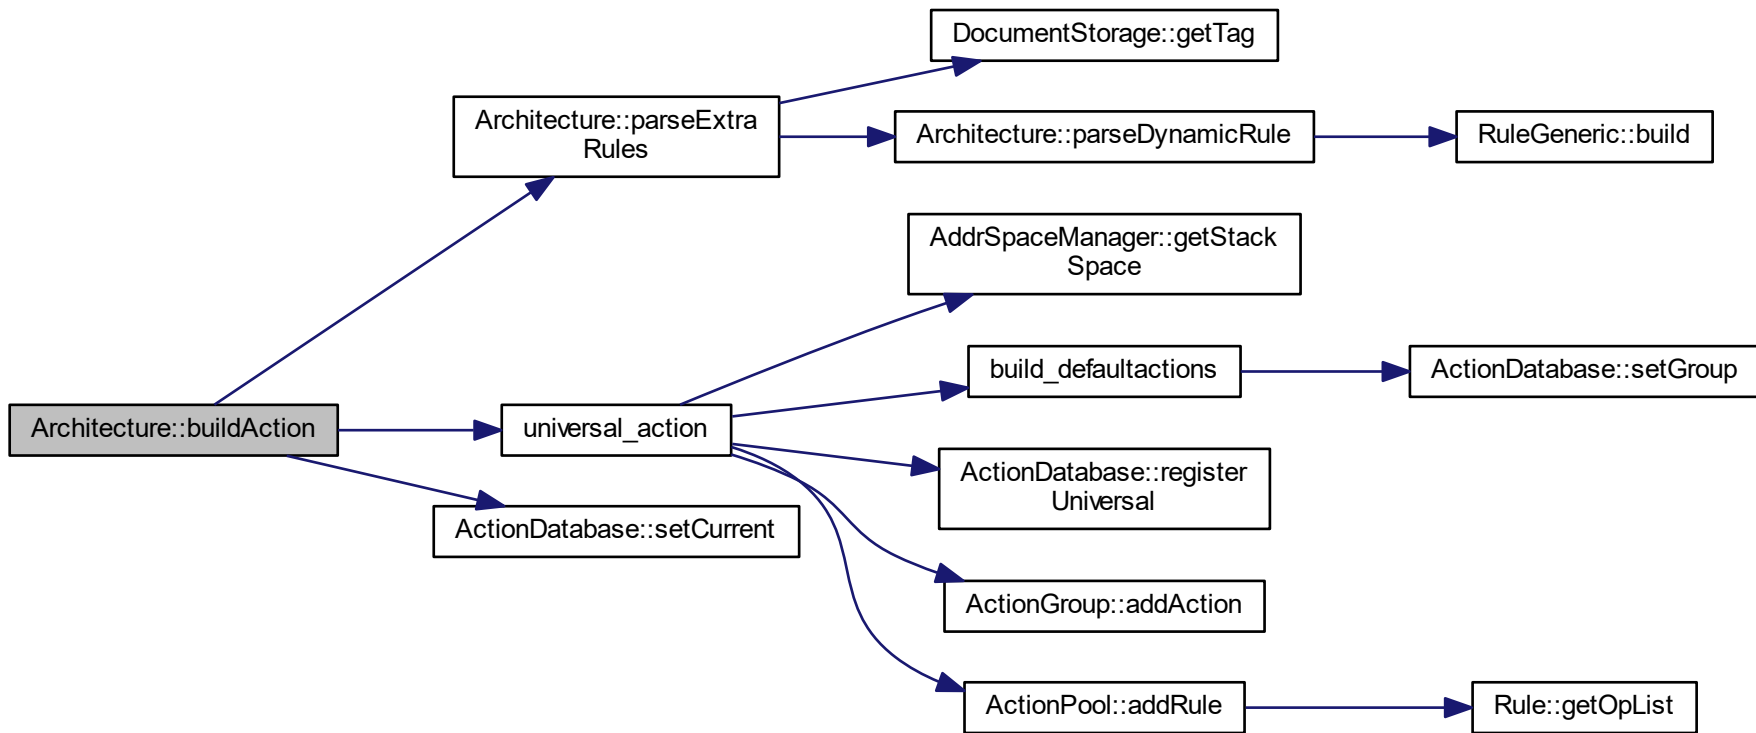 DocumentStorage::getTag
Architecture::parseExtra
Rules
Architecture::parseDynamicRule
RuleGeneric::build
AddrSpaceManager::getStack
Space
build_defaultactions
ActionDatabase::setGroup
Architecture::buildAction
universal_action
ActionDatabase::register
Universal
ActionDatabase::setCurrent
ActionGroup::addAction
ActionPool::addRule
Rule::getOpList